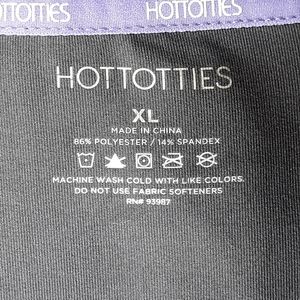 HOTTOTTIES HOTTOTTIES HOTTOTTIES
HOTTOTTIES
XL
MADE IN CHINA
86% POLYESTER / 14% SPANDEX
MACHINE WASH COLD WITH LIKE COLORS.
DO NOT USE FABRIC SOFTENERS
RN# 93987